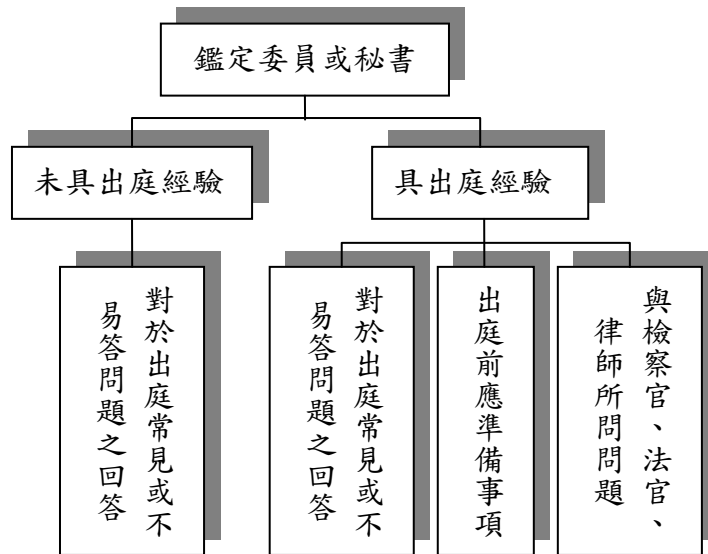 鑑定委員或秘書
未具出庭經驗
具出庭經驗
對於出庭常見或不
易答問題之回答
對於出庭常見或不
易答問題之回答
出庭前應準備事項
與檢察官、法官、
律師所問問題